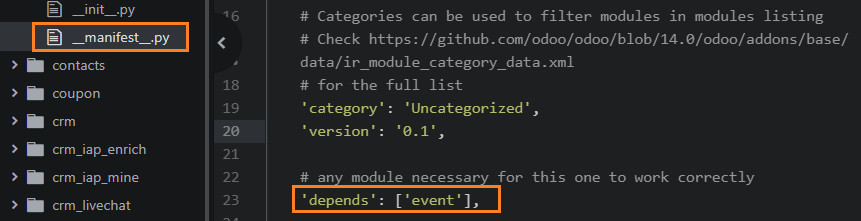 __init__.py
__manifest__.py
contacts
coupon
crm
crm_iap_enrich
crm_iap_mine
crm_livechat
16 # Categories can be used to filter modules in modules listing
17 # Check https://github.com/odoo/odoo/blob/14.0/odoo/addons/base/
data/ir_module_category_data.xml
18 # for the full list
19 'category': 'Uncategorized',
20 'version': '0.1',
21
22 # any module necessary for this one to work correctly
23 'depends': ['event'],